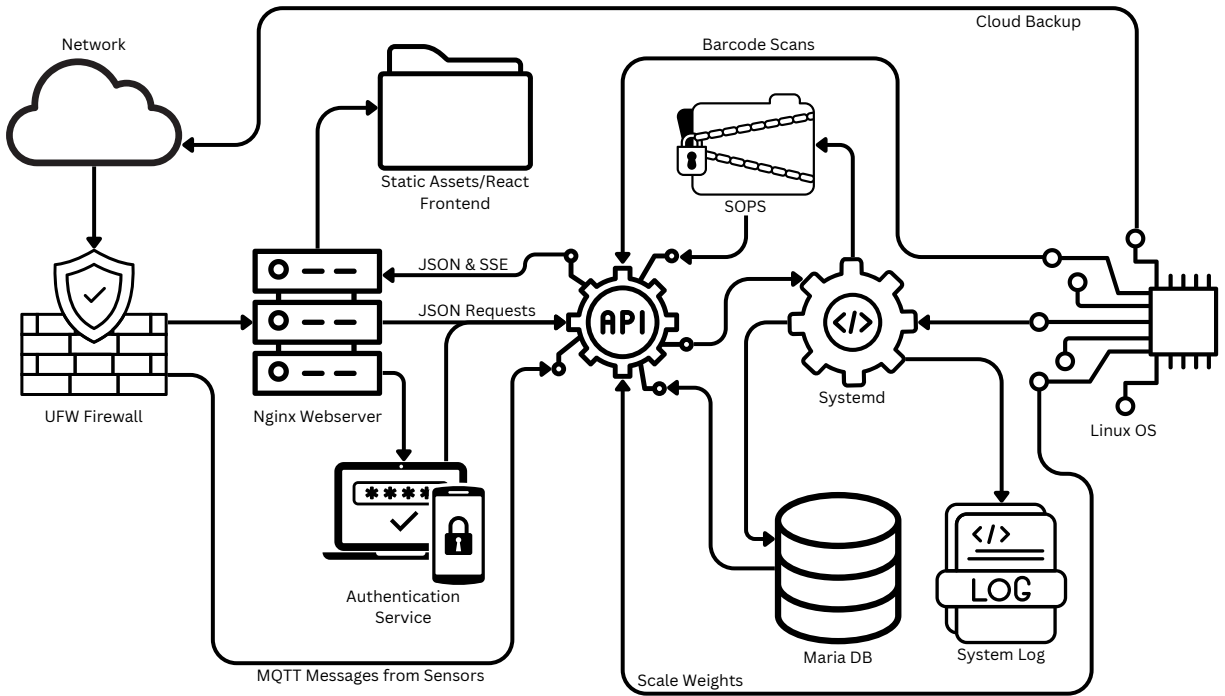 Cloud Backup
Network
Barcode Scans
Static Assets/React
Frontend
SOPS
JSON & SSE
JSON Requests
API
</>
UFW Firewall
Nginx Webserver
Systemd
Linux OS
****
</>
LOG
Authentication
Service
Maria DB
System Log
MQTT Messages from Sensors
Scale Weights